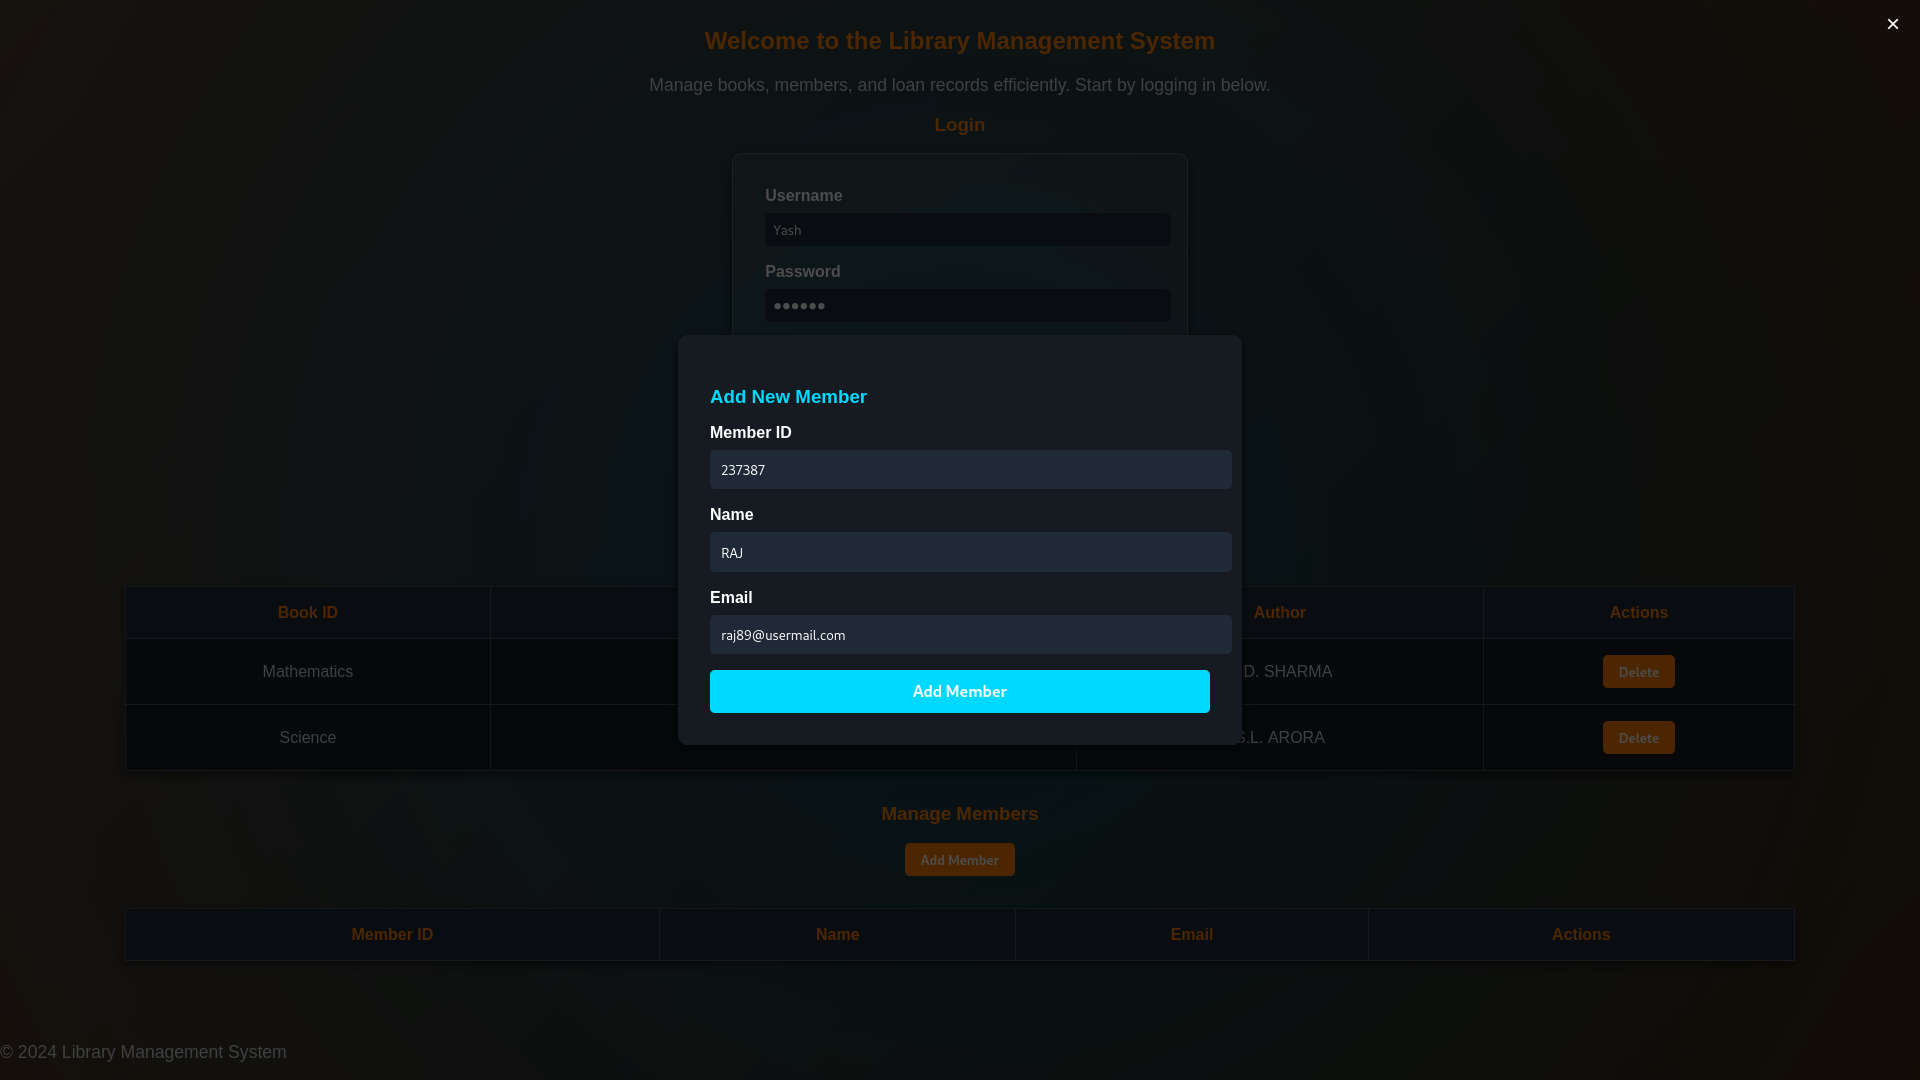 ×
Welcome to the Library Management System
Manage books, members, and loan records efficiently. Start by logging in below.
Login
Username
Yash
Password
Add New Member
Member ID
237387
Name
RAJ
Email
raj89@usermail.com
Add Member
Book ID Author Actions
Mathematics D. SHARMA Delete
Science S.L. ARORA Delete
Manage Members
Add Member
Member ID Name Email Actions
© 2024 Library Management System